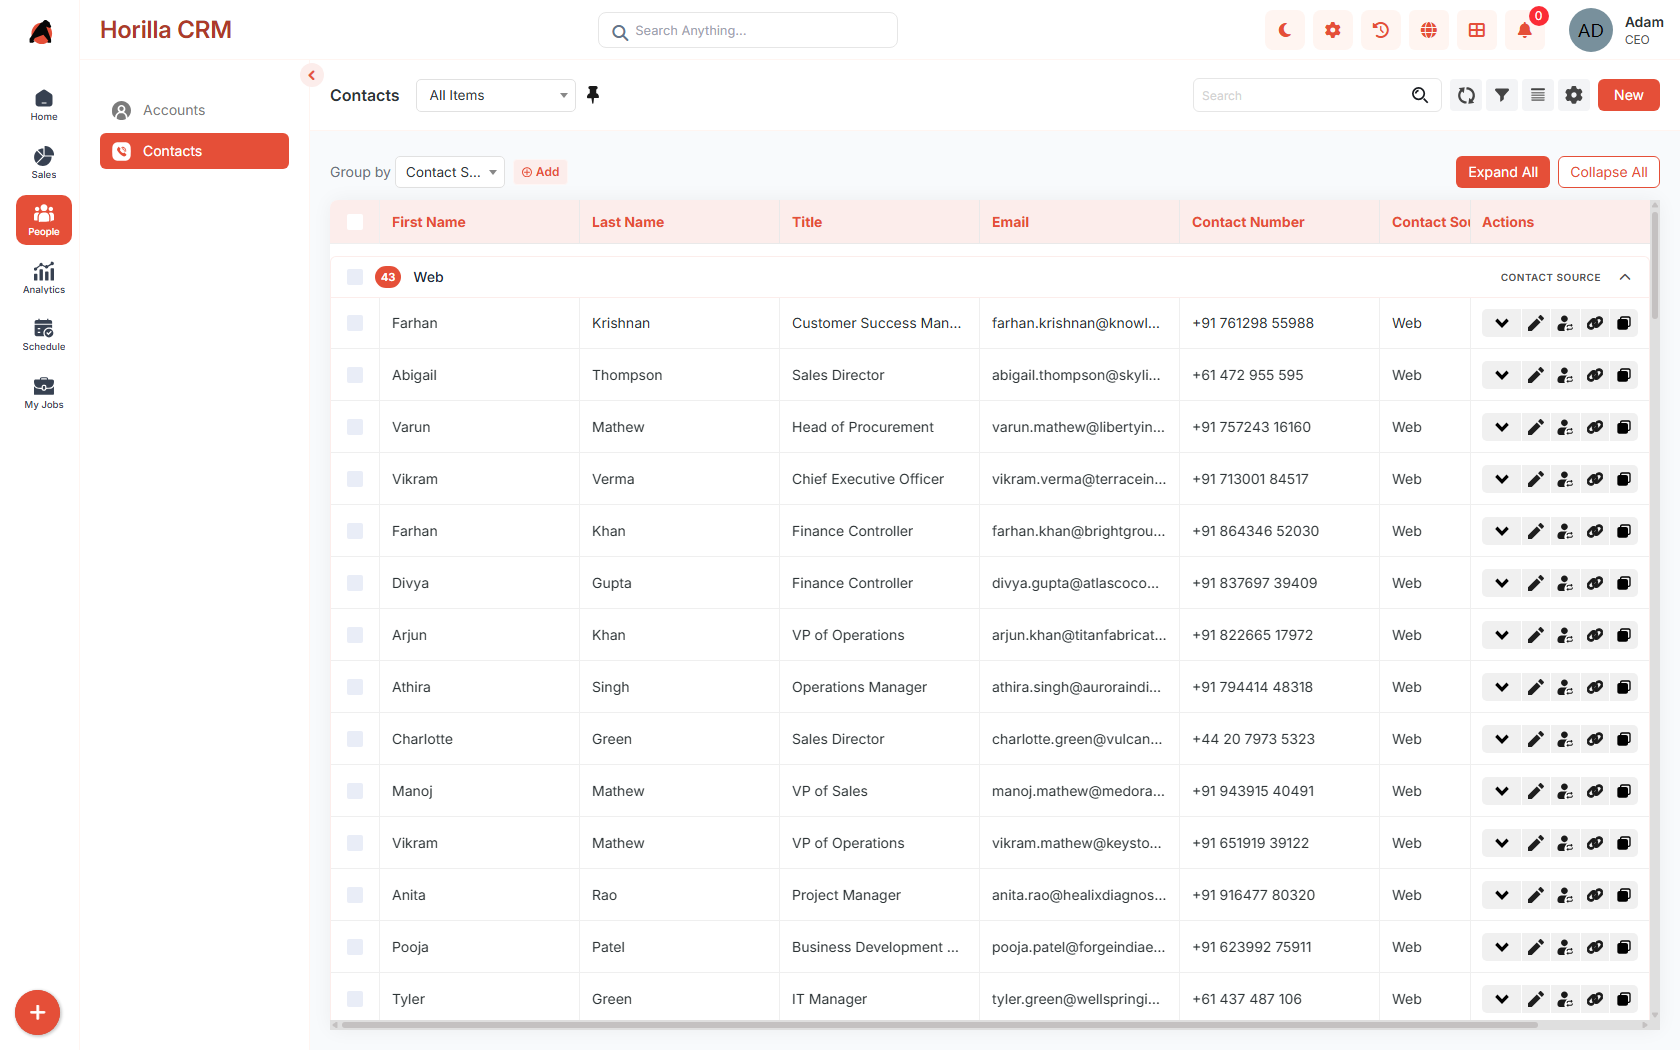 Horilla CRM
Search Anything...
0
AD
Adam
CEO
Home
Sales
People
Analytics
Schedule
My Jobs
Accounts
Contacts
Contacts
All Items
Search
New
Group by
Contact S...
Add
Expand All
Collapse All
First Name Last Name Title Email Contact Number Contact Sou Actions
43 Web CONTACT SOURCE
Farhan Krishnan Customer Success Man... farhan.krishnan@knowl... +91 761298 55988 Web
Abigail Thompson Sales Director abigail.thompson@skyli... +61 472 955 595 Web
Varun Mathew Head of Procurement varun.mathew@libertyin... +91 757243 16160 Web
Vikram Verma Chief Executive Officer vikram.verma@terracein... +91 713001 84517 Web
Farhan Khan Finance Controller farhan.khan@brightgrou... +91 864346 52030 Web
Divya Gupta Finance Controller divya.gupta@atlascoco... +91 837697 39409 Web
Arjun Khan VP of Operations arjun.khan@titanfabricat... +91 822665 17972 Web
Athira Singh Operations Manager athira.singh@auroraindi... +91 794414 48318 Web
Charlotte Green Sales Director charlotte.green@vulcan... +44 20 7973 5323 Web
Manoj Mathew VP of Sales manoj.mathew@medora... +91 943915 40491 Web
Vikram Mathew VP of Operations vikram.mathew@keysto... +91 651919 39122 Web
Anita Rao Project Manager anita.rao@healixdiagnos... +91 916477 80320 Web
Pooja Patel Business Development ... pooja.patel@forgeindiae... +91 623992 75911 Web
Tyler Green IT Manager tyler.green@wellspringi... +61 437 487 106 Web